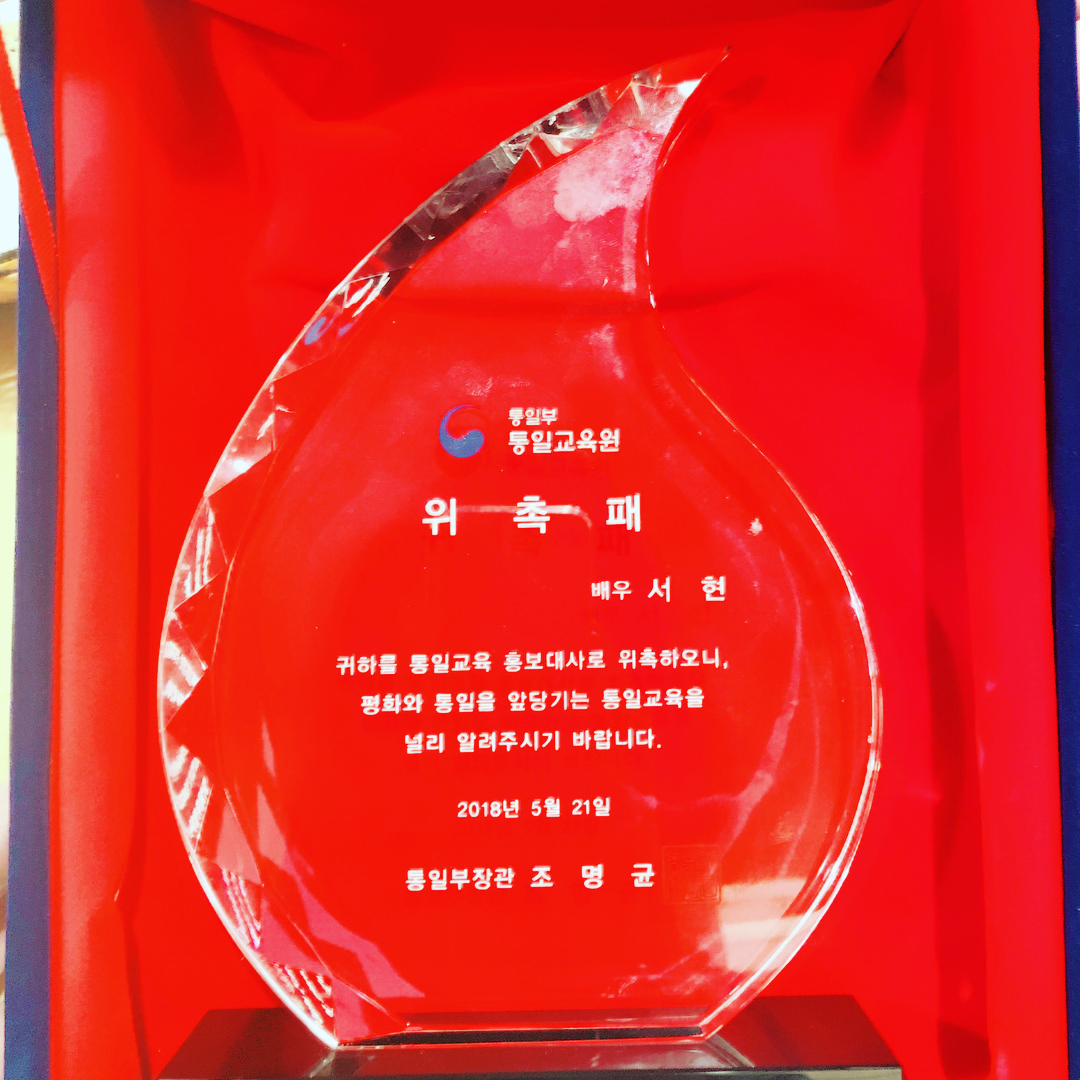 통일부
통일교육원
위 촉 패
배우 서 현
귀하를 통일교육 홍보대사로 위촉하오니,
평화와 통일을 앞당기는 통일교육을
널리 알려주시기 바랍니다.
2018년 5월 21일
통일부장관 조 명 균